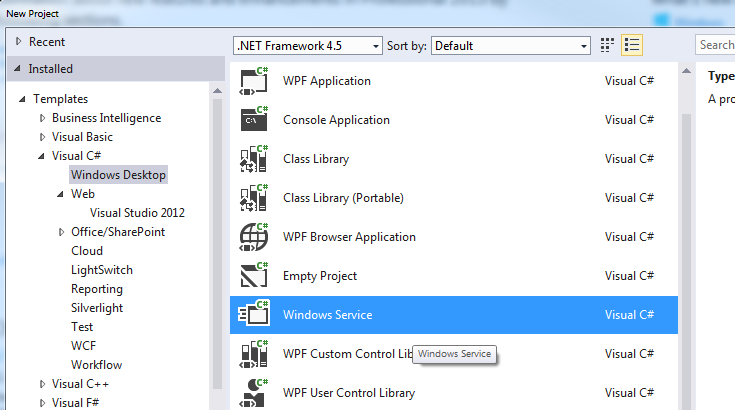 New Project
Recent
.NET Framework 4.5
Sort by:
Default
Search
Installed
Templates
Business Intelligence
Visual Basic
Visual C#
Windows Desktop
Web
Visual Studio 2012
Office/SharePoint
Cloud
LightSwitch
Reporting
Silverlight
Test
WCF
Workflow
Visual C++
Visual F#
WPF Application Visual C#
Console Application Visual C#
Class Library Visual C#
Class Library (Portable) Visual C#
WPF Browser Application Visual C#
Empty Project Visual C#
Windows Service Visual C#
WPF Custom Control Lib Visual C#
Windows Service
WPF User Control Library Visual C#
Type
A pro